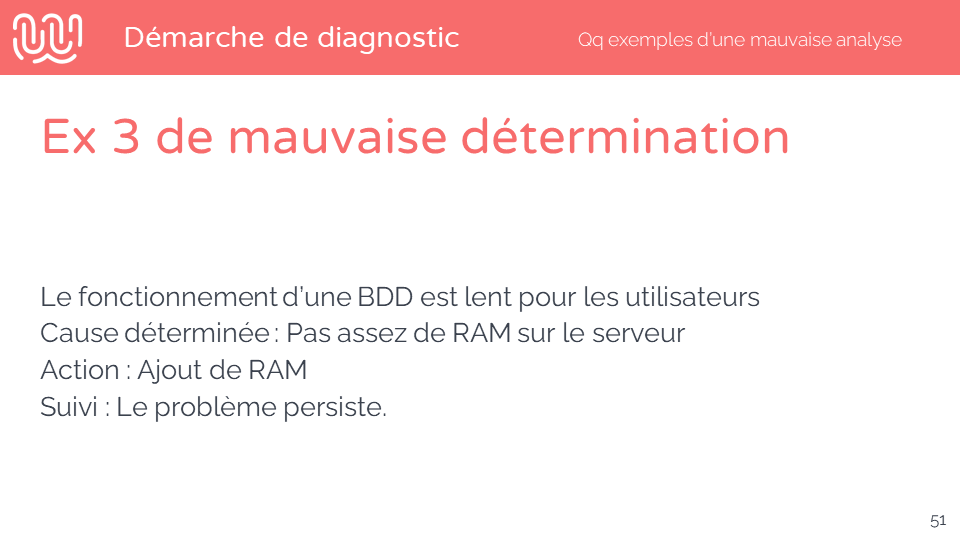 Démarche de diagnostic
Qq exemples d'une mauvaise analyse
Ex 3 de mauvaise détermination
Le fonctionnement d’une BDD est lent pour les utilisateurs
Cause déterminée : Pas assez de RAM sur le serveur
Action : Ajout de RAM
Suivi : Le problème persiste.
51